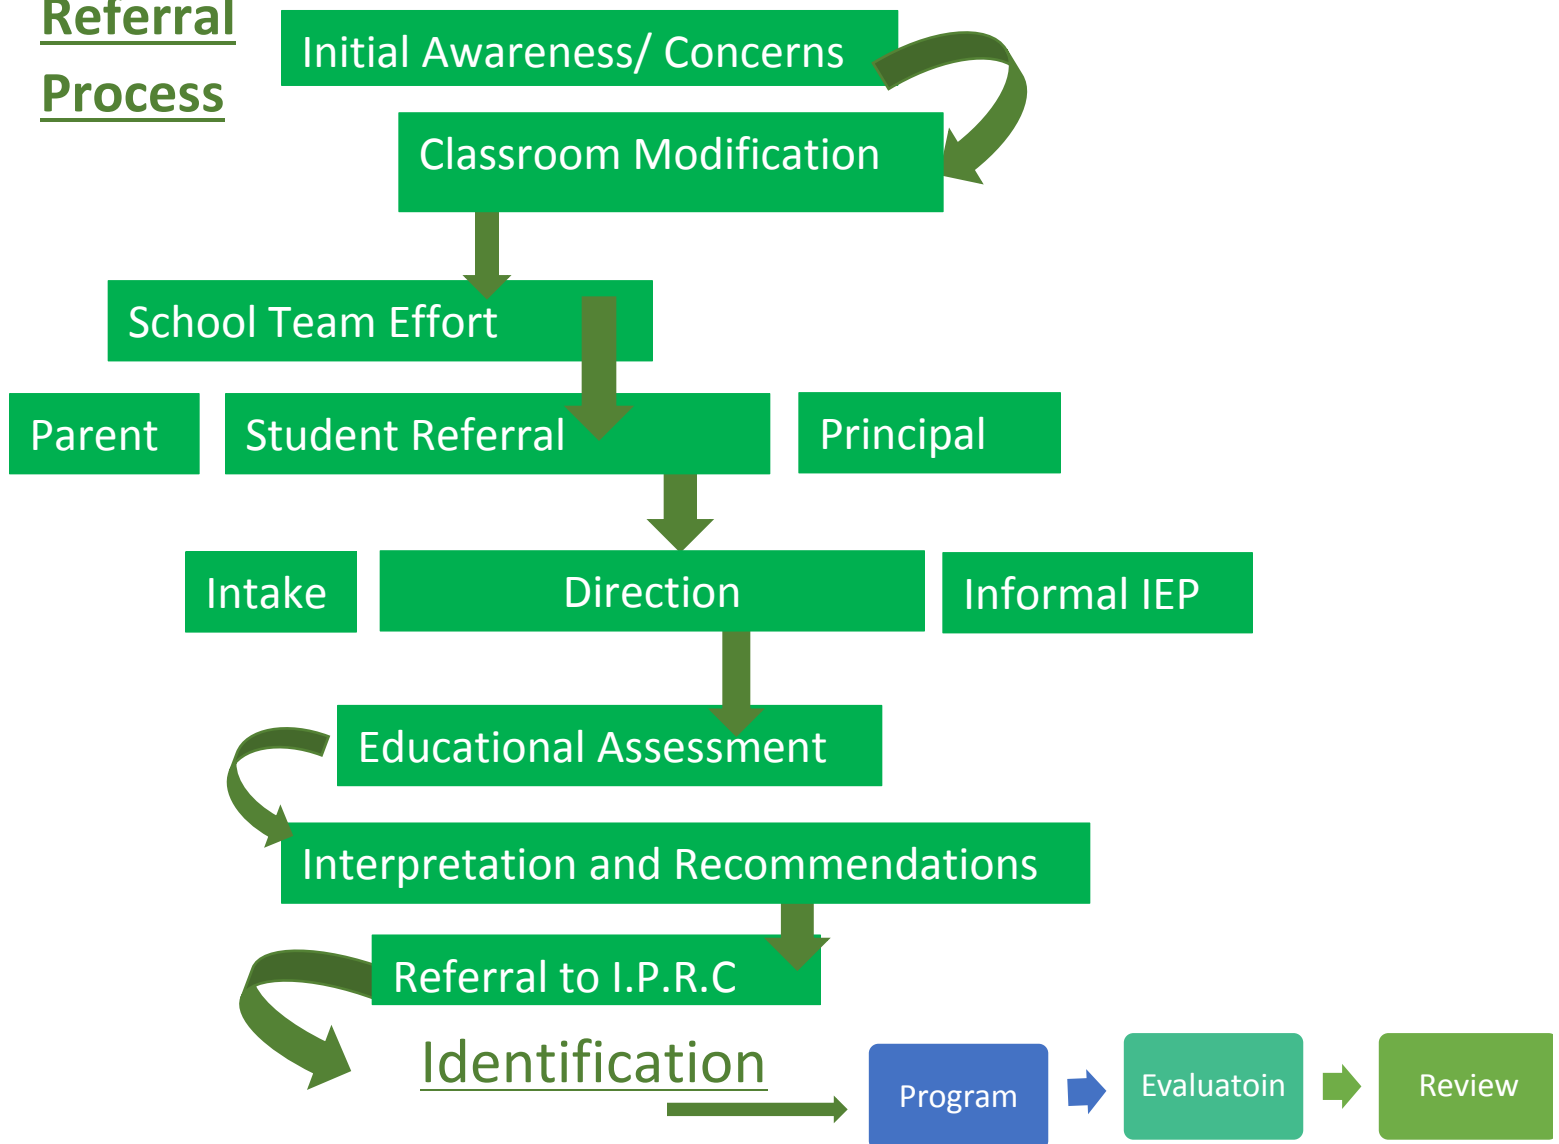 Referral
Process
Initial Awareness/ Concerns
Classroom Modification
School Team Effort
Parent
Student Referral
Principal
Intake
Direction
Informal IEP
Educational Assessment
Interpretation and Recommendations
Referral to I.P.R.C
Identification
Program
Evaluatoin
Review